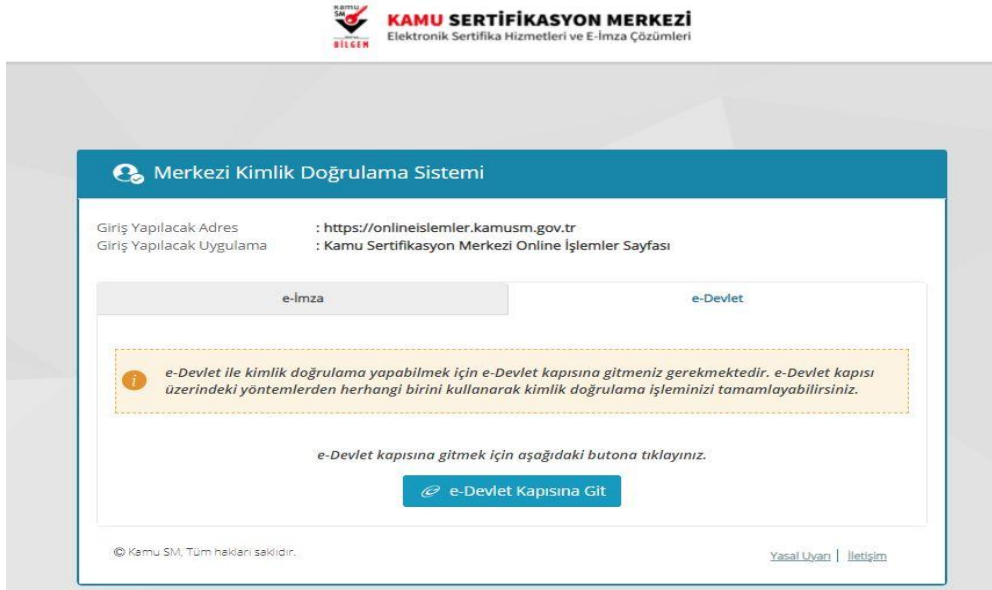 Kamu
SM
BİLGEM
KAMU SERTİFİKASYON MERKEZİ
Elektronik Sertifika Hizmetleri ve E-İmza Çözümleri
Merkezi Kimlik Doğrulama Sistemi
Giriş Yapılacak Adres : https://onlineislemler.kamusm.gov.tr
Giriş Yapılacak Uygulama : Kamu Sertifikasyon Merkezi Online İşlemler Sayfası
e-İmza e-Devlet
e-Devlet ile kimlik doğrulama yapabilmek için e-Devlet kapısına gitmeniz gerekmektedir. e-Devlet kapısı
üzerindeki yöntemlerden herhangi birini kullanarak kimlik doğrulama işleminizi tamamlayabilirsiniz.
e-Devlet kapısına gitmek için aşağıdaki butona tıklayınız.
e-Devlet Kapısına Git
© Kamu SM, Tüm hakları saklıdır.
Yasal Uyarı | İletişim